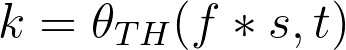 k = θ_{TH}(f * s, t)